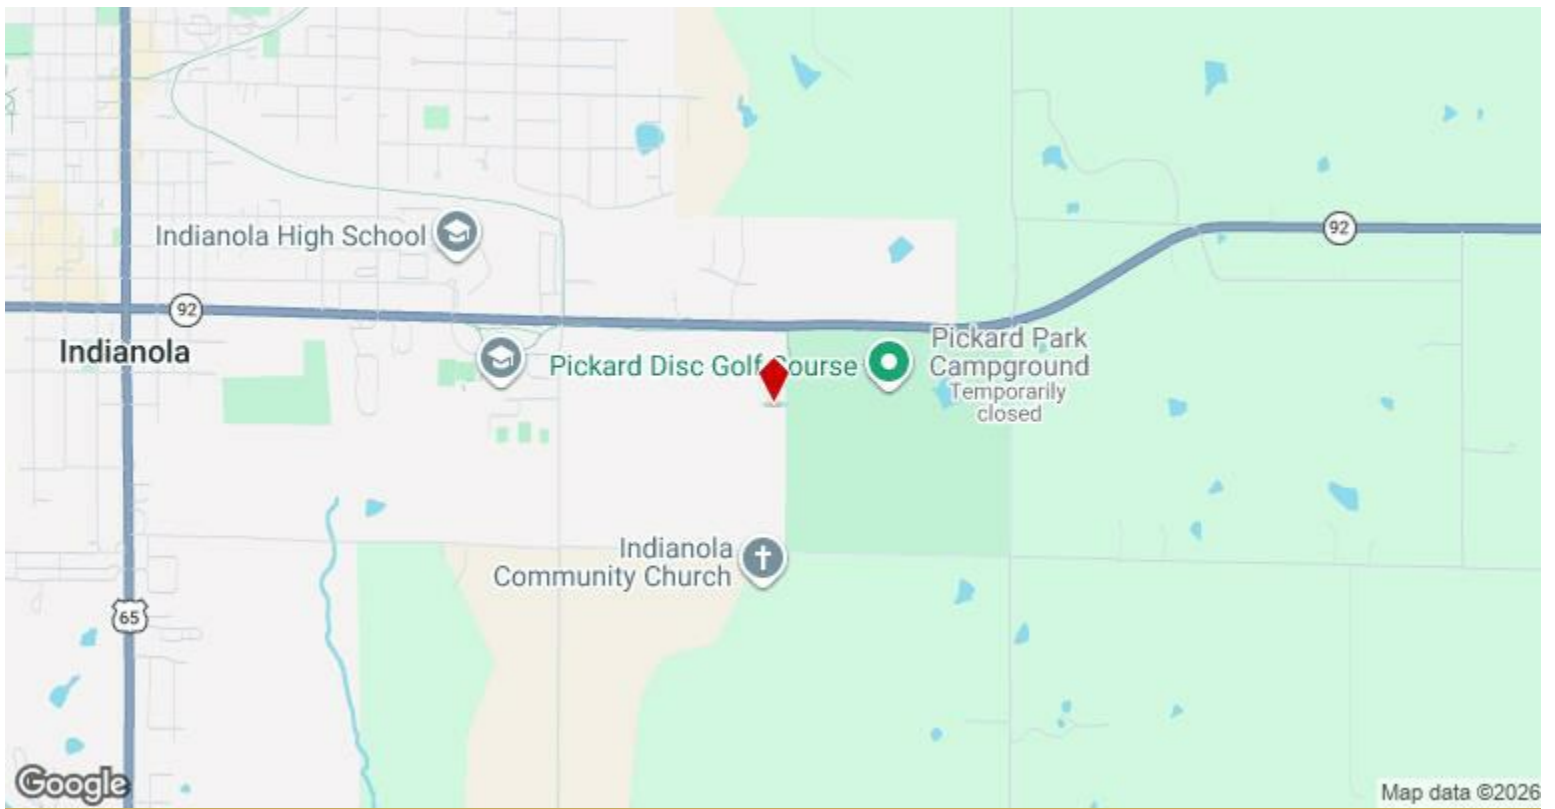 Indianola High School
92
92
Indianola
Pickard Disc Golf Course
Pickard Park
Campground
Temporarily
closed
Indianola
Community Church
65
Google
Map data ©2026